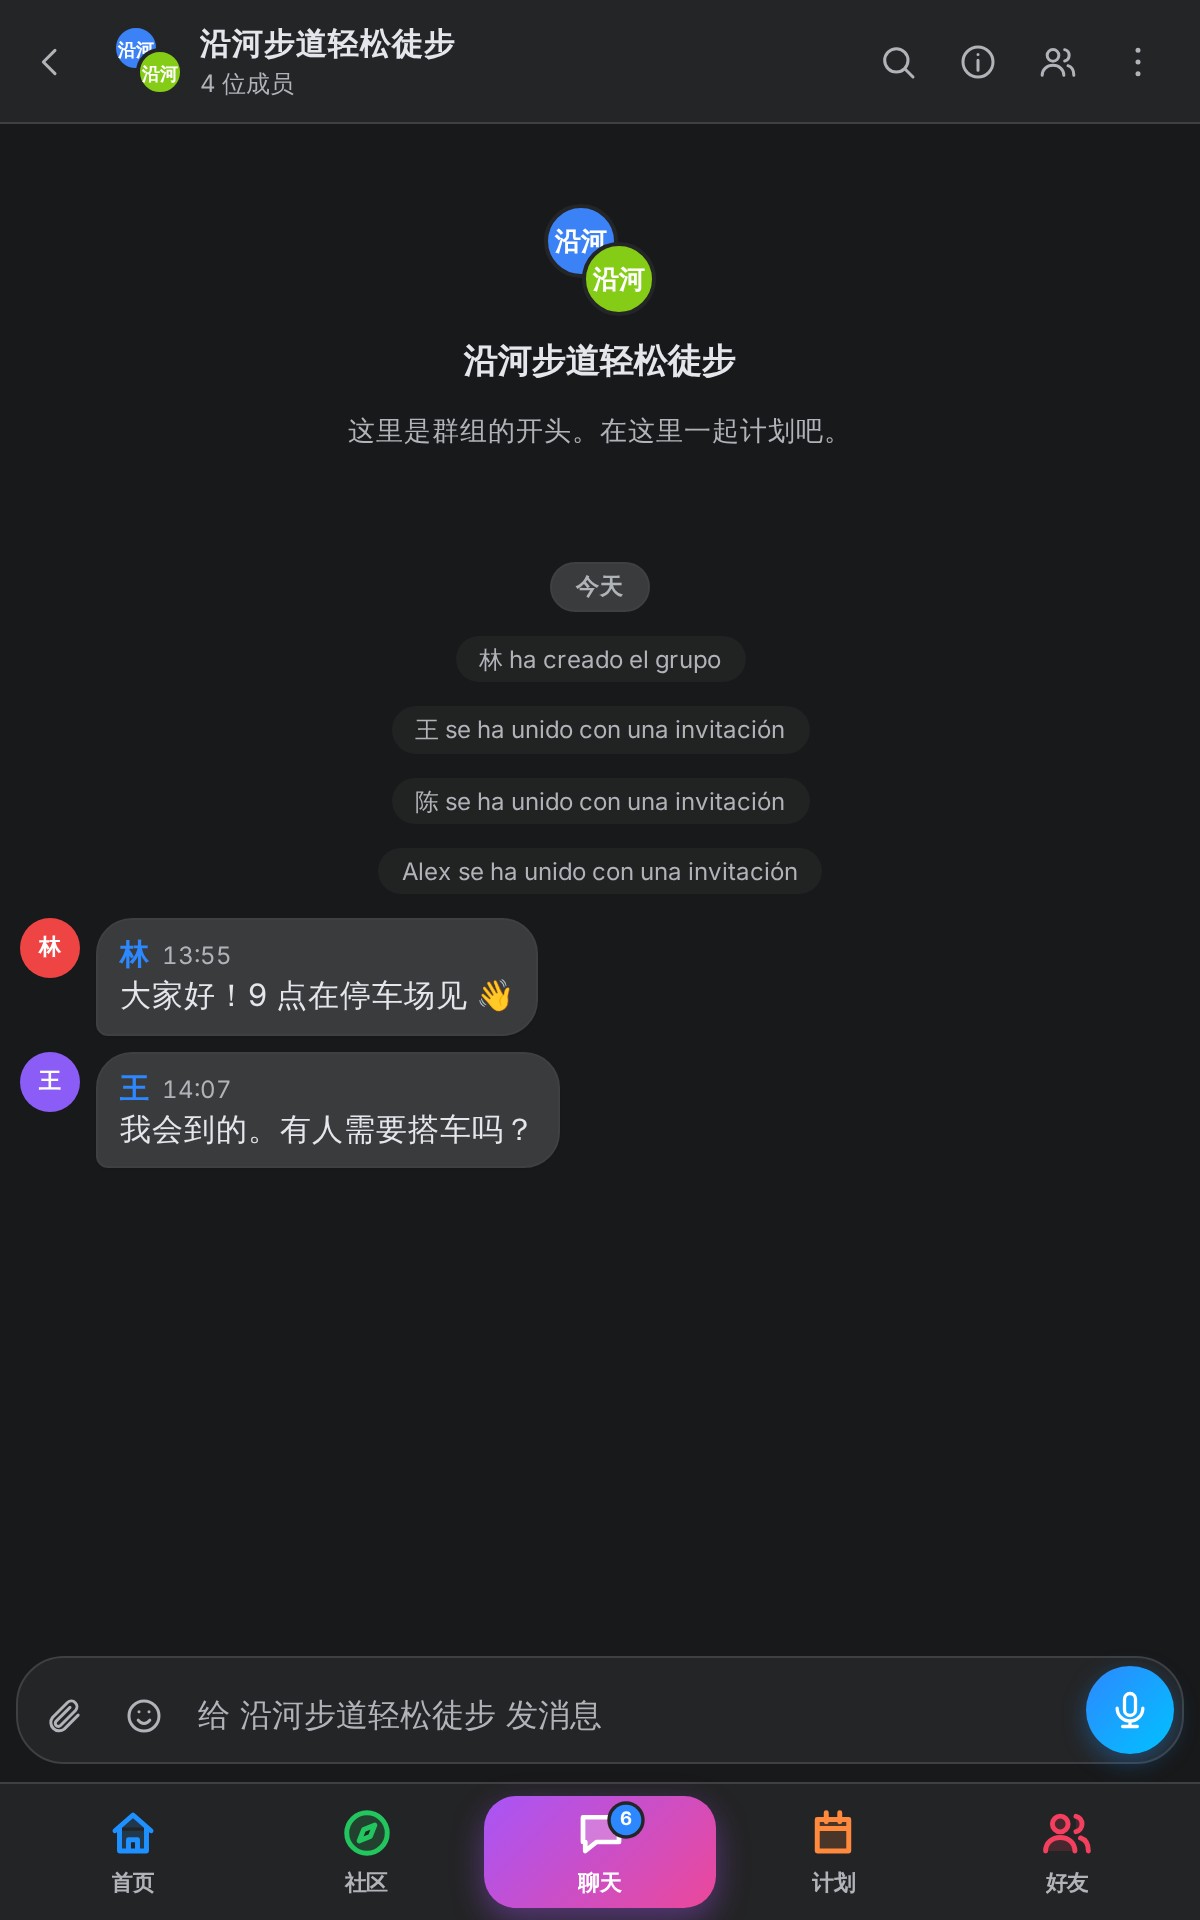 沿河
沿河
沿河步道轻松徒步
4 位成员
沿河
沿河
沿河步道轻松徒步
这里是群组的开头。在这里一起计划吧。
今天
林 ha creado el grupo
王 se ha unido con una invitación
陈 se ha unido con una invitación
Alex se ha unido con una invitación
林
林 13:55
大家好！9 点在停车场见 👋
王
王 14:07
我会到的。有人需要搭车吗？
给 沿河步道轻松徒步 发消息
6
首页
社区
聊天
计划
好友